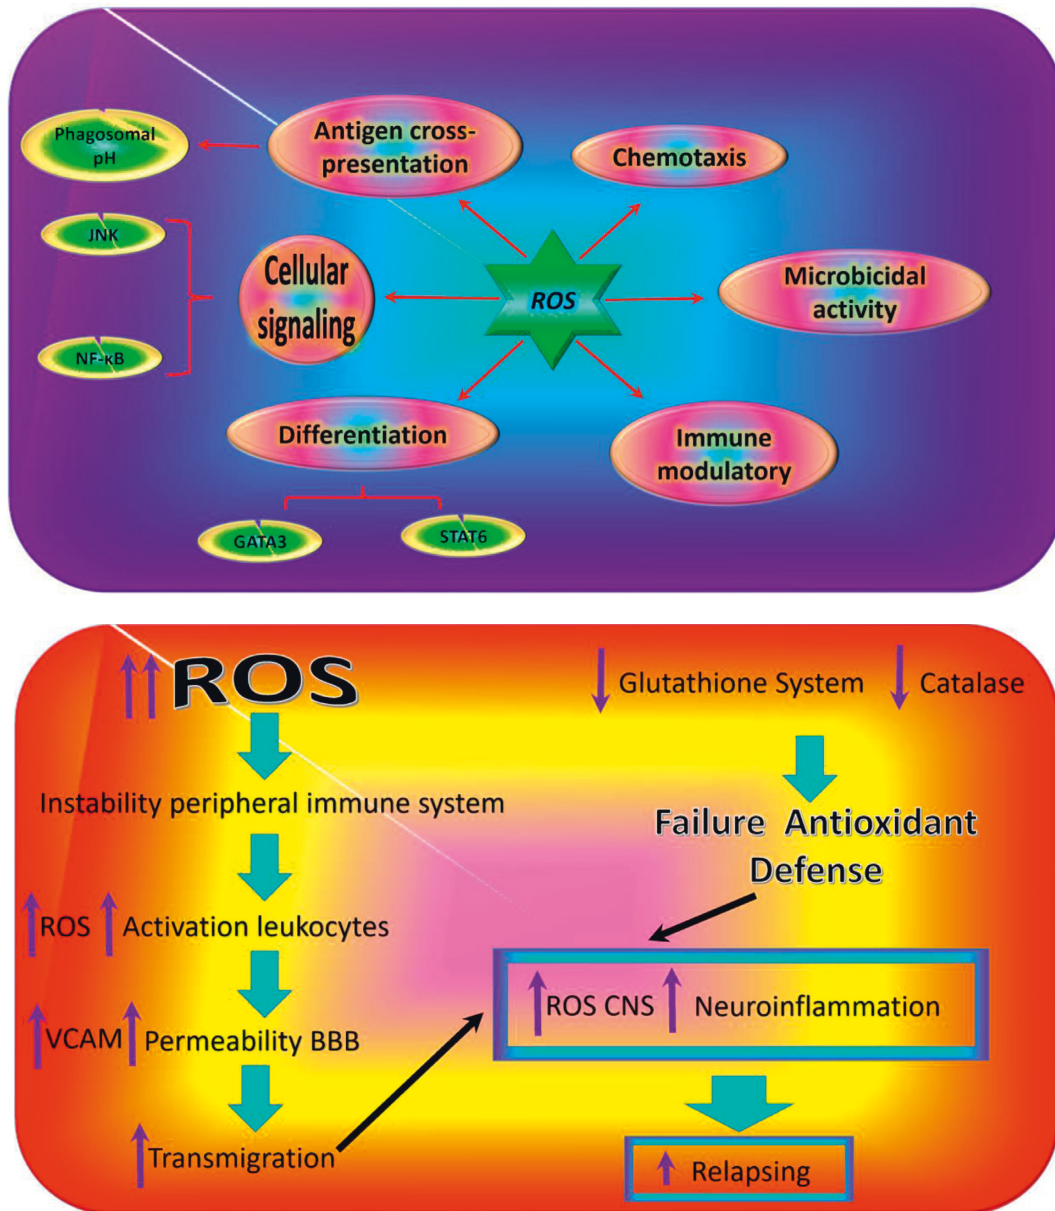 Antigen cross-
presentation
Chemotaxis
Phagosomal
pH
JNK
Cellular
signaling
ROS
Microbicidal
activity
NF-κB
Differentiation
Immune
modulatory
GATA3
STAT6
ROS
Glutathione System
Catalase
Instability peripheral immune system
Failure Antioxidant
Defense
ROS
Activation leukocytes
ROS CNS
Neuroinflammation
VCAM
Permeability BBB
Transmigration
Relapsing